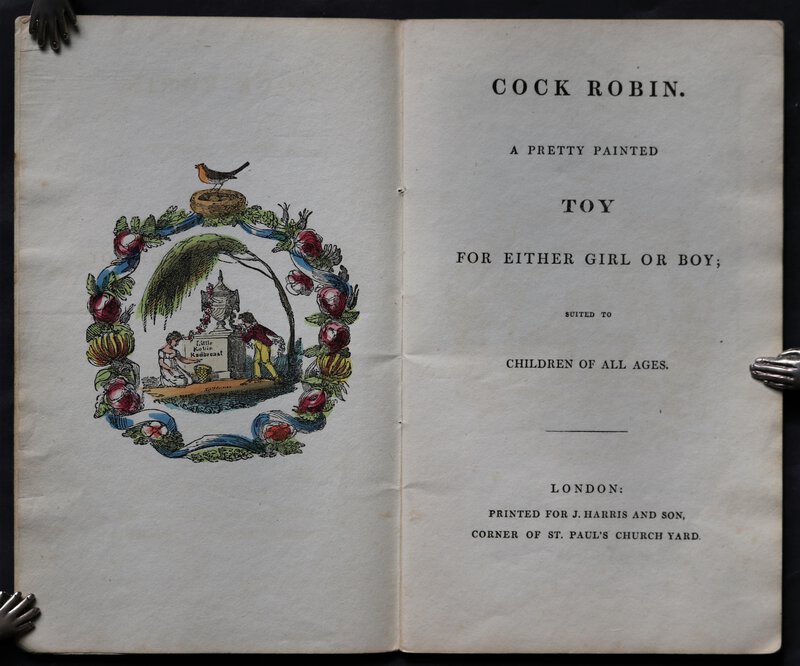 Little
Robin
Redbreast
COCK ROBIN.
A PRETTY PAINTED
TOY
FOR EITHER GIRL OR BOY;
SUITED TO
CHILDREN OF ALL AGES.
LONDON:
PRINTED FOR J. HARRIS AND SON,
CORNER OF ST. PAUL'S CHURCH YARD.